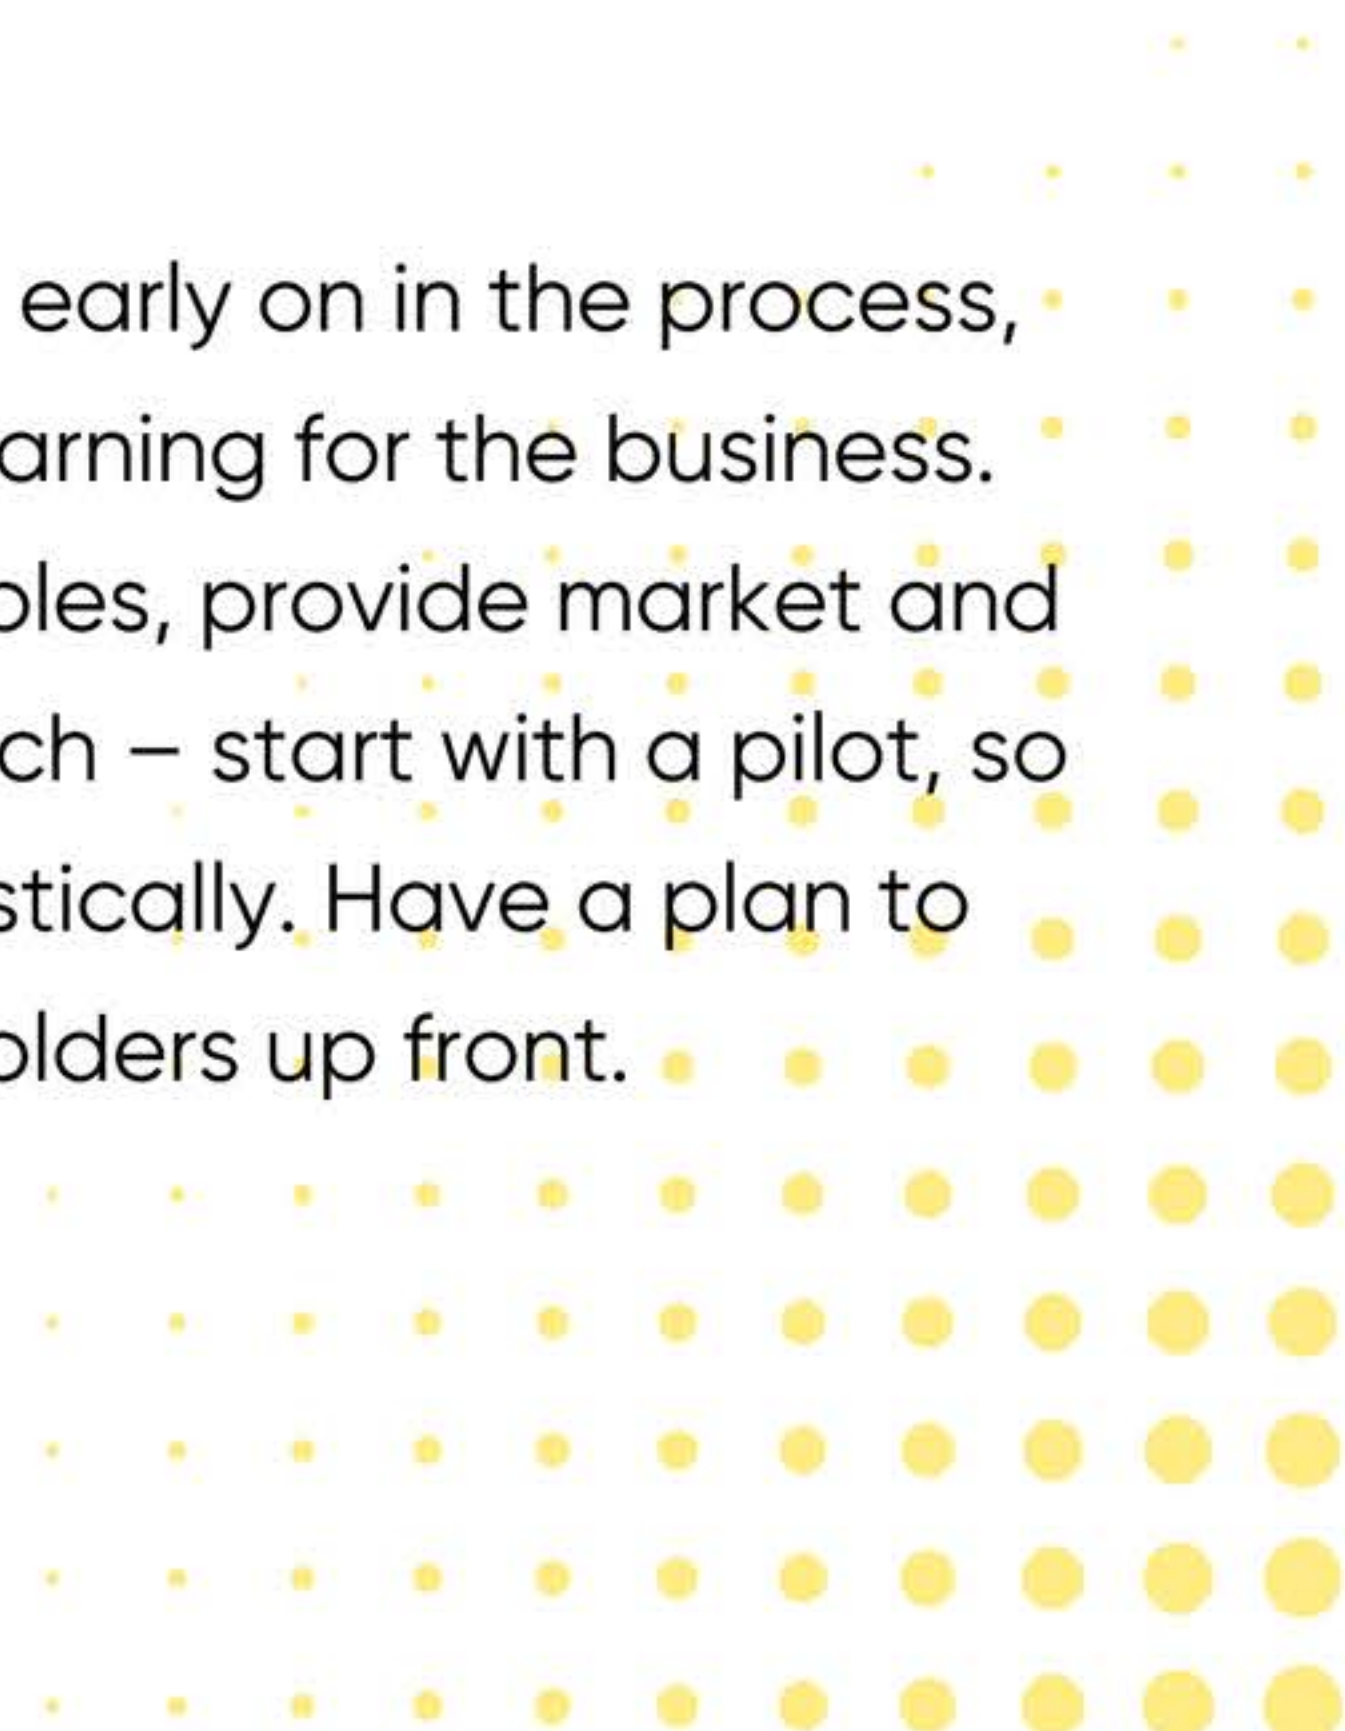 early on in the process,
arning for the business.
ples, provide market and
ch – start with a pilot, so
stically. Have a plan to
olders up front.